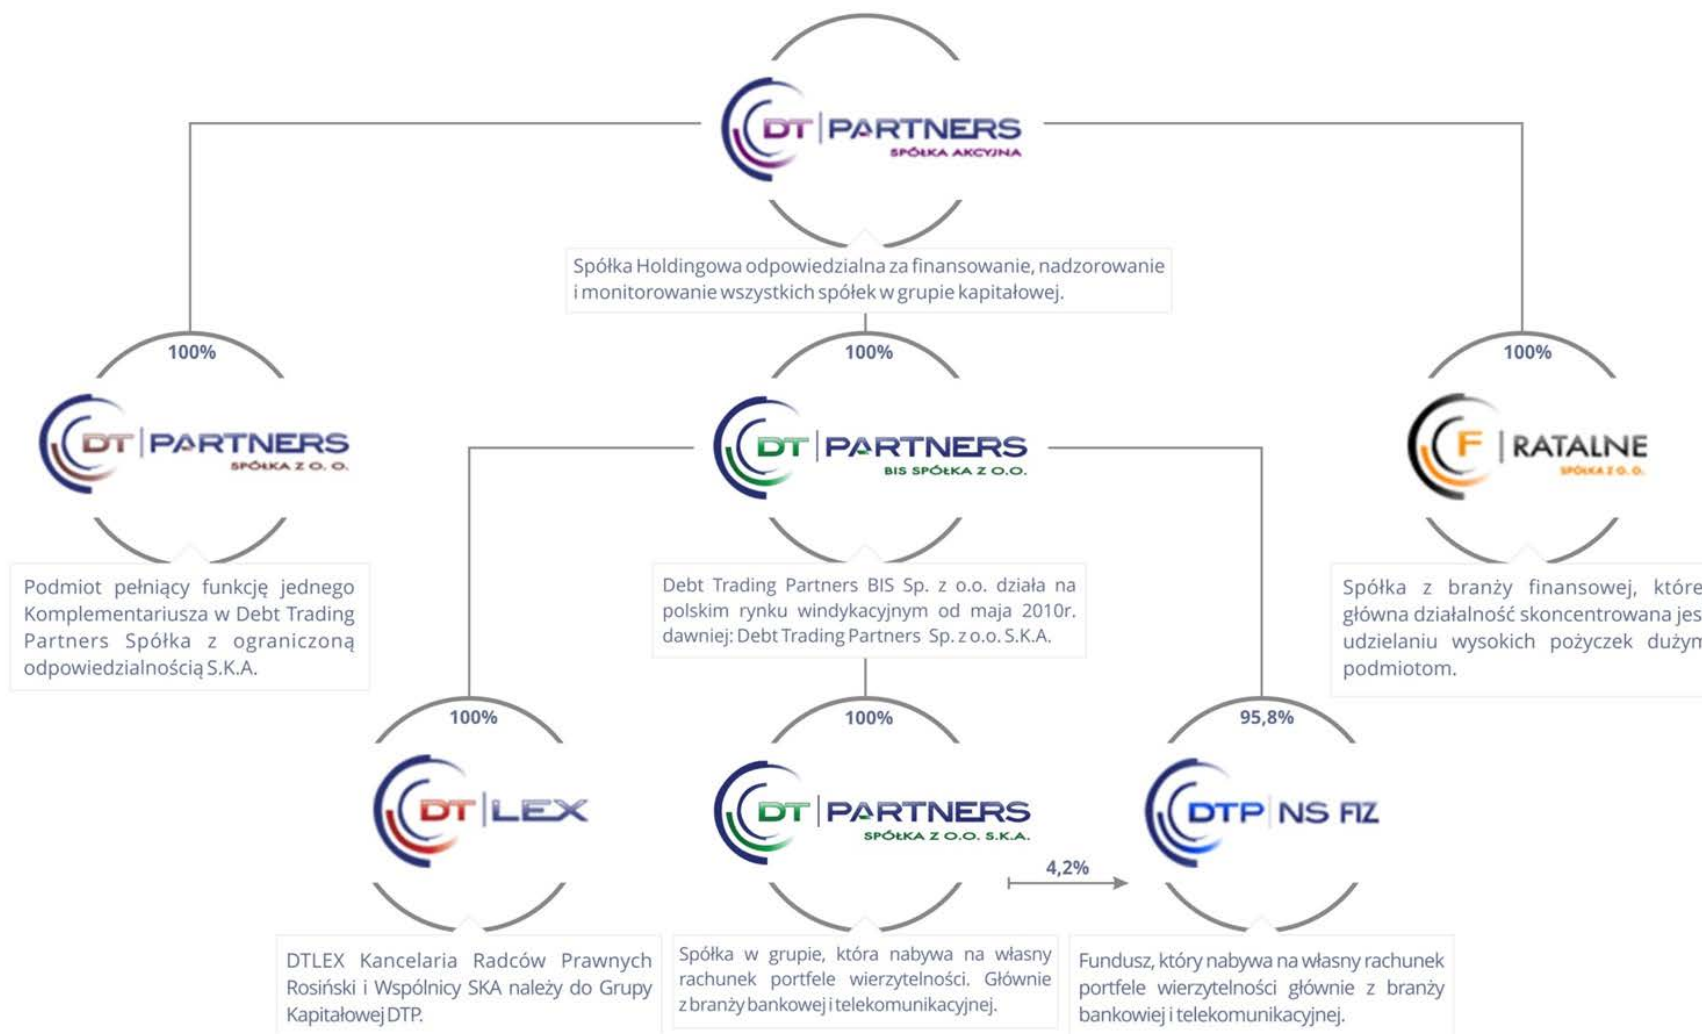 DT | PARTNERS
SPÓŁKA AKCYJNA
Spółka Holdingowa odpowiedzialna za finansowanie, nadzorowanie
i monitorowanie wszystkich spółek w grupie kapitałowej.
100%
DT | PARTNERS
SPÓŁKA Z O. O.
Podmiot pełniący funkcję jednego
Komplementariusza w Debt Trading
Partners Spółka z ograniczoną
odpowiedzialnością S.K.A.
100%
DT | PARTNERS
BIS SPÓŁKA Z O.O.
Debt Trading Partners BIS Sp. z o.o. działa na
polskim rynku windykacyjnym od maja 2010r.
dawniej: Debt Trading Partners Sp. z o.o. S.K.A.
100%
F | RATALNE
SPÓŁKA Z O. O.
Spółka z branży finansowej, które
główna działalność skoncentrowana jes
udzielaniu wysokich pożyczek dużym
podmiotom.
100%
DT | LEX
DTLEX Kancelaria Radców Prawnych
Rosiński i Wspólnicy SKA należy do Grupy
Kapitałowej DTP.
100%
DT | PARTNERS
SPÓŁKA Z O.O. S.K.A.
4,2%
Spółka w grupie, która nabywa na własny
rachunek portfele wierzytelności. Głównie
z branży bankowej i telekomunikacyjnej.
95,8%
DTP | NS FIZ
Fundusz, który nabywa na własny rachunek
portfele wierzytelności głównie z branży
bankowiej i telekomunikacyjnej.